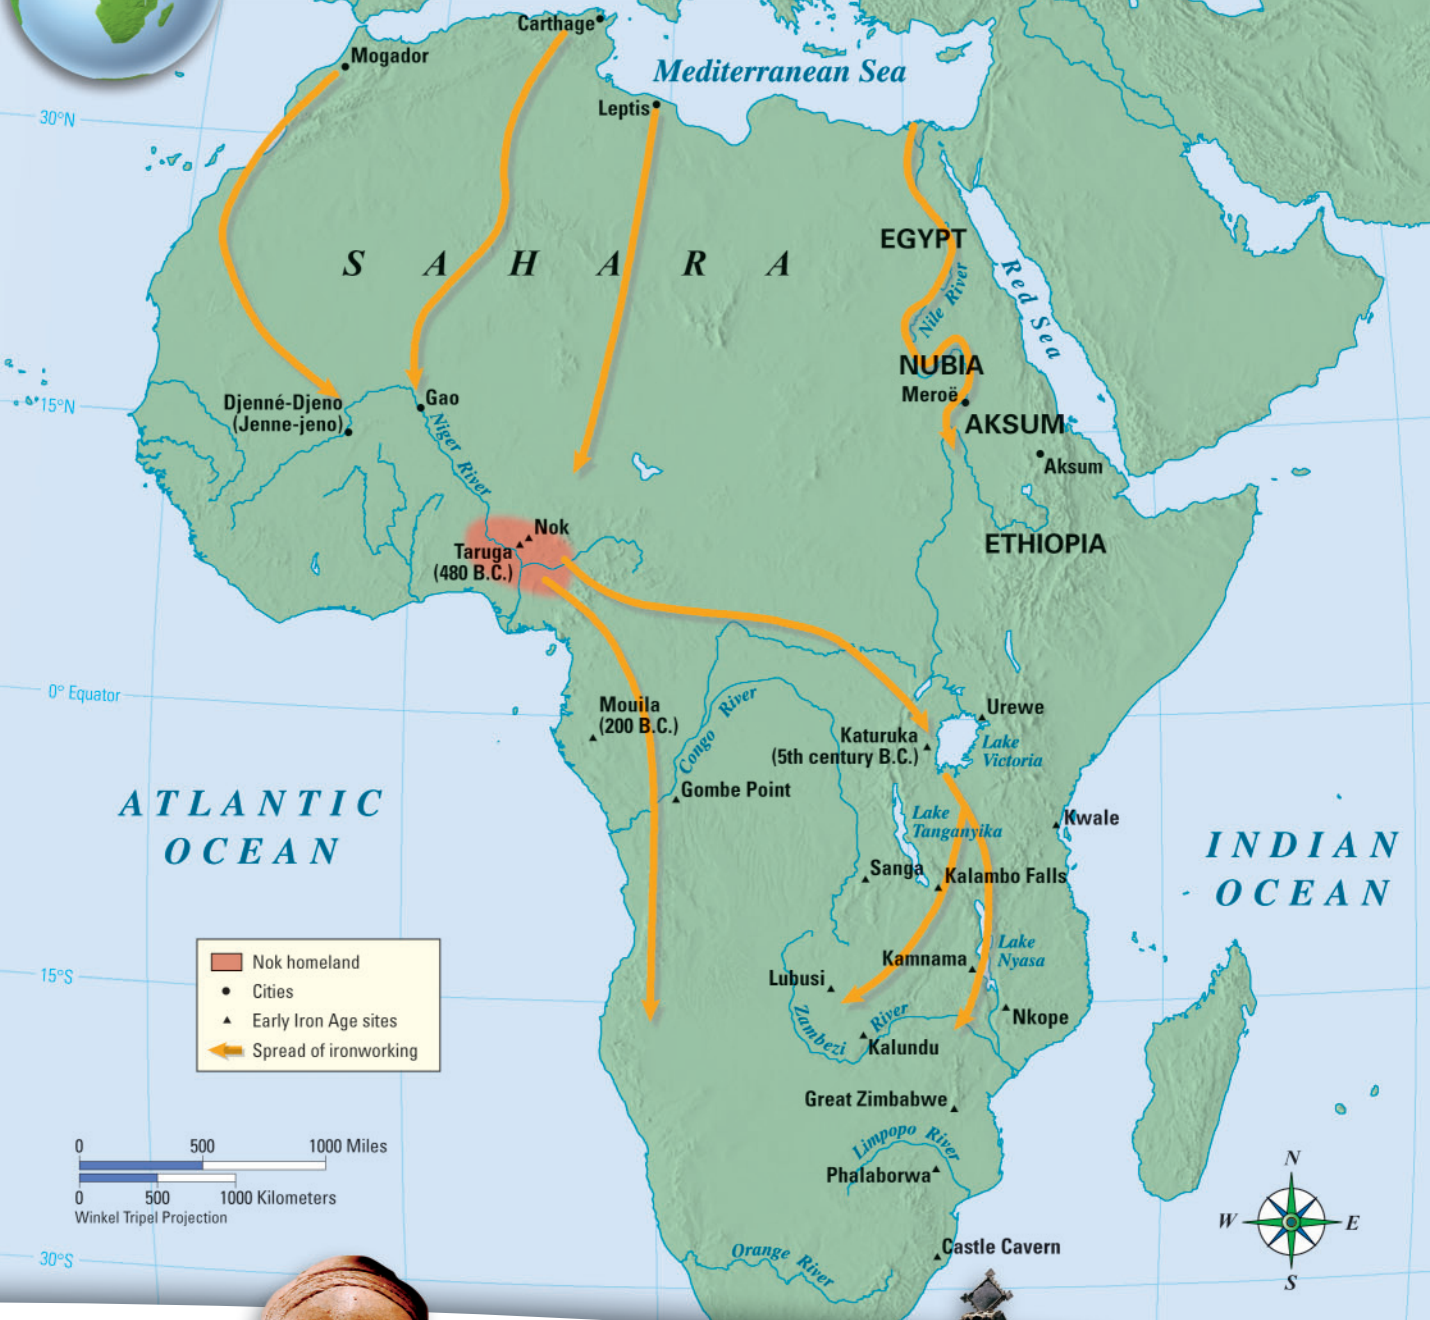 Carthage
Mogador
Mediterranean Sea
Leptis
30°N
EGYPT
SAHARA
Nile River
Red Sea
NUBIA
Meroë
15°N
Djenné-Djeno
(Jenne-jeno)
Gao
AKSUM
Aksum
Niger River
Nok
Taruga
(480 B.C.)
ETHIOPIA
0° Equator
Mouila
(200 B.C.)
Congo River
Urewe
Katuruka
(5th century B.C.)
Lake
Victoria
Gombe Point
ATLANTIC
OCEAN
Lake
Tanganyika
Kwale
INDIAN
OCEAN
Sanga
Kalambo Falls
Kamnama
Lake
Nyasa
Lubusi
15°S
Nok homeland
Cities
Early Iron Age sites
Spread of ironworking
Zambezi River
Nkope
Kalundu
Great Zimbabwe
Limpopo River
Phalaborwa
0 500 1000 Miles
0 500 1000 Kilometers
Winkel Tripel Projection
N
W E
S
30°S
Orange River
Castle Cavern